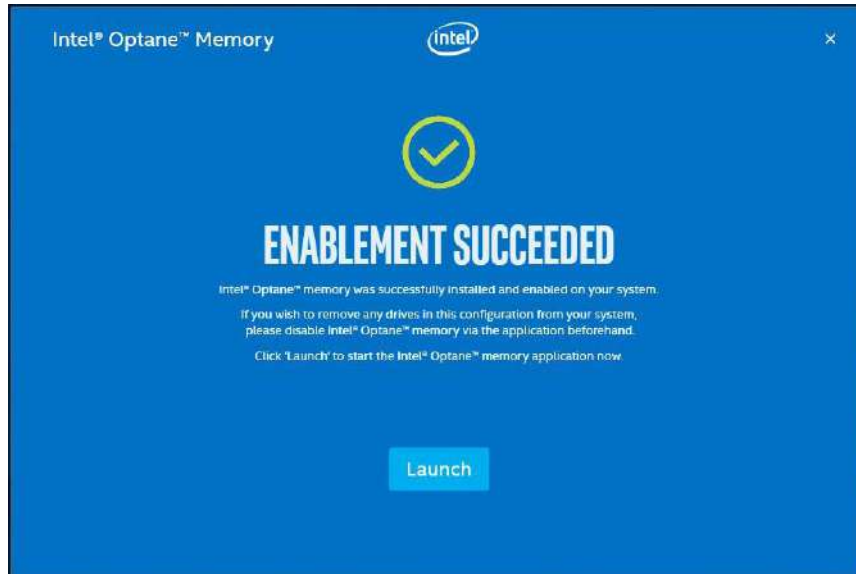 Intel® Optane™ Memory
intel
×
ENABLEMENT SUCCEEDED
Intel® Optane™ memory was successfully installed and enabled on your system.
If you wish to remove any drives in this configuration from your system,
please disable Intel® Optane™ memory via the application beforehand.
Click 'Launch' to start the Intel® Optane™ memory application now.
Launch